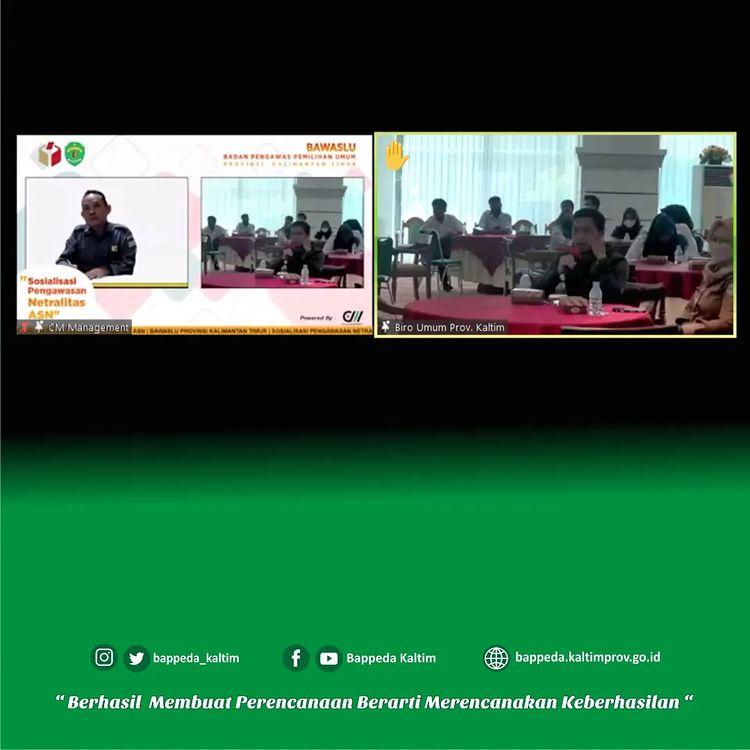 BAWASLU
BADAN PENGAWAS PEMILIHAN UMUM
PROVINSI KALIMANTAN TIMUR
"Sosialisasi
Pengawasan
Netralitas
ASN"
Powered By
CM Management
ASN | BAWASLU PROVINSI KALIMANTAN TIMUR | SOSIALISASI PENGAWASAN NETRA
Biro Umum Prov. Kaltim
bappeda_kaltim
Bappeda Kaltim
bappeda.kaltimprov.go.id
“ Berhasil Membuat Perencanaan Berarti Merencanakan Keberhasilan “